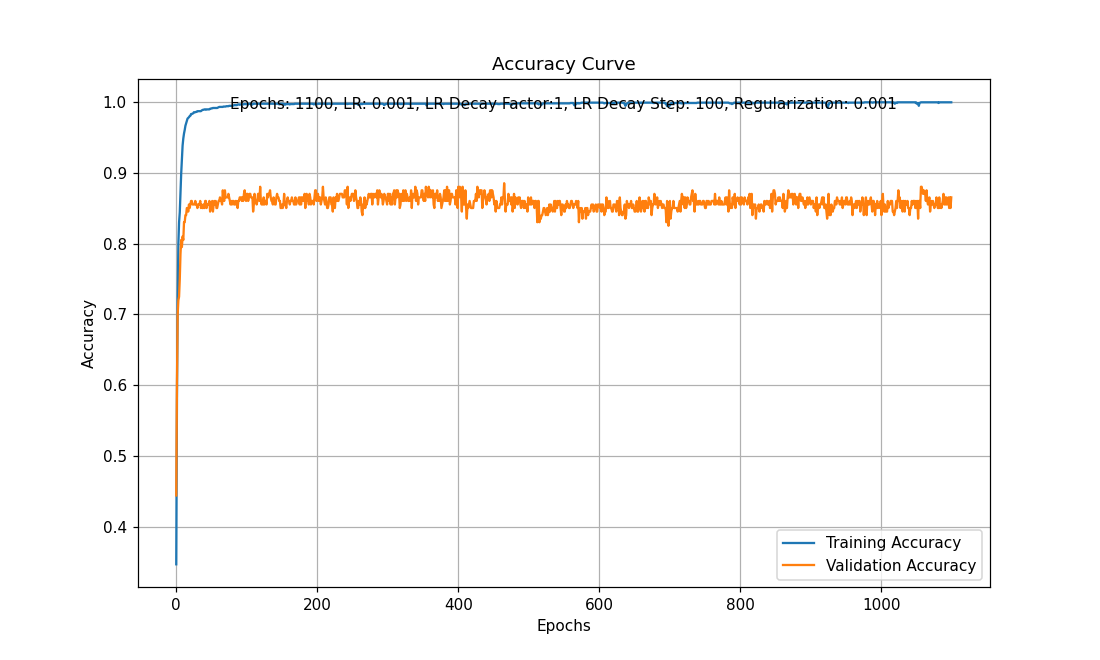 Accuracy Curve
Epochs: 1100, LR: 0.001, LR Decay Factor:1, LR Decay Step: 100, Regularization: 0.001
1.0
0.9
0.8
0.7
0.6
0.5
0.4
Accuracy
Training Accuracy
Validation Accuracy
0 200 400 600 800 1000
Epochs